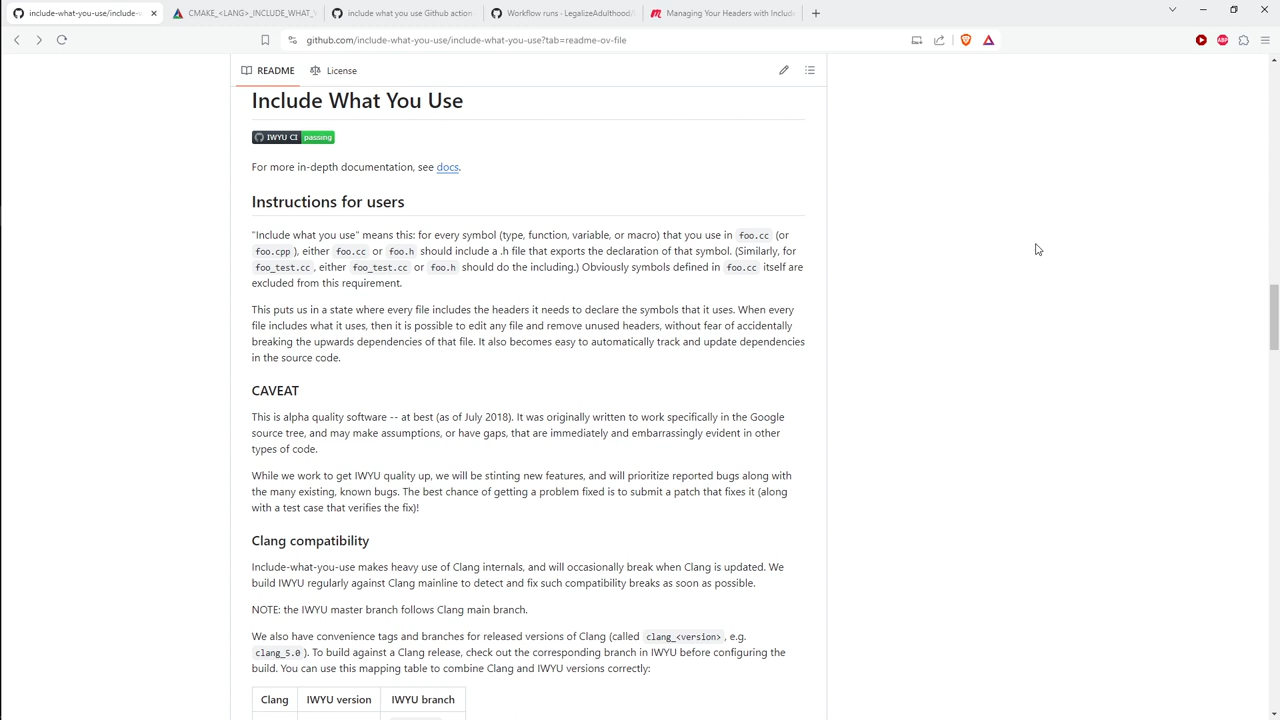 include-what-you-use/include-
CMAKE_<LANG>_INCLUDE_WHAT_Y
include what you use Github action
Workflow runs - LegalizeAdulthood/
Managing Your Headers with Include
github.com/include-what-you-use/include-what-you-use?tab=readme-ov-file
ABP
README
License
Include What You Use
IWYU CI passing
For more in-depth documentation, see docs.
Instructions for users
"Include what you use" means this: for every symbol (type, function, variable, or macro) that you use in foo.cc (or
foo.cpp ), either foo.cc or foo.h should include a .h file that exports the declaration of that symbol. (Similarly, for
foo_test.cc , either foo_test.cc or foo.h should do the including.) Obviously symbols defined in foo.cc itself are
excluded from this requirement.
This puts us in a state where every file includes the headers it needs to declare the symbols that it uses. When every
file includes what it uses, then it is possible to edit any file and remove unused headers, without fear of accidentally
breaking the upwards dependencies of that file. It also becomes easy to automatically track and update dependencies
in the source code.
CAVEAT
This is alpha quality software -- at best (as of July 2018). It was originally written to work specifically in the Google
source tree, and may make assumptions, or have gaps, that are immediately and embarrassingly evident in other
types of code.
While we work to get IWYU quality up, we will be stinting new features, and will prioritize reported bugs along with
the many existing, known bugs. The best chance of getting a problem fixed is to submit a patch that fixes it (along
with a test case that verifies the fix)!
Clang compatibility
Include-what-you-use makes heavy use of Clang internals, and will occasionally break when Clang is updated. We
build IWYU regularly against Clang mainline to detect and fix such compatibility breaks as soon as possible.
NOTE: the IWYU master branch follows Clang main branch.
We also have convenience tags and branches for released versions of Clang (called clang_<version> , e.g.
clang_5.0 ). To build against a Clang release, check out the corresponding branch in IWYU before configuring the
build. You can use this mapping table to combine Clang and IWYU versions correctly:
Clang IWYU version IWYU branch